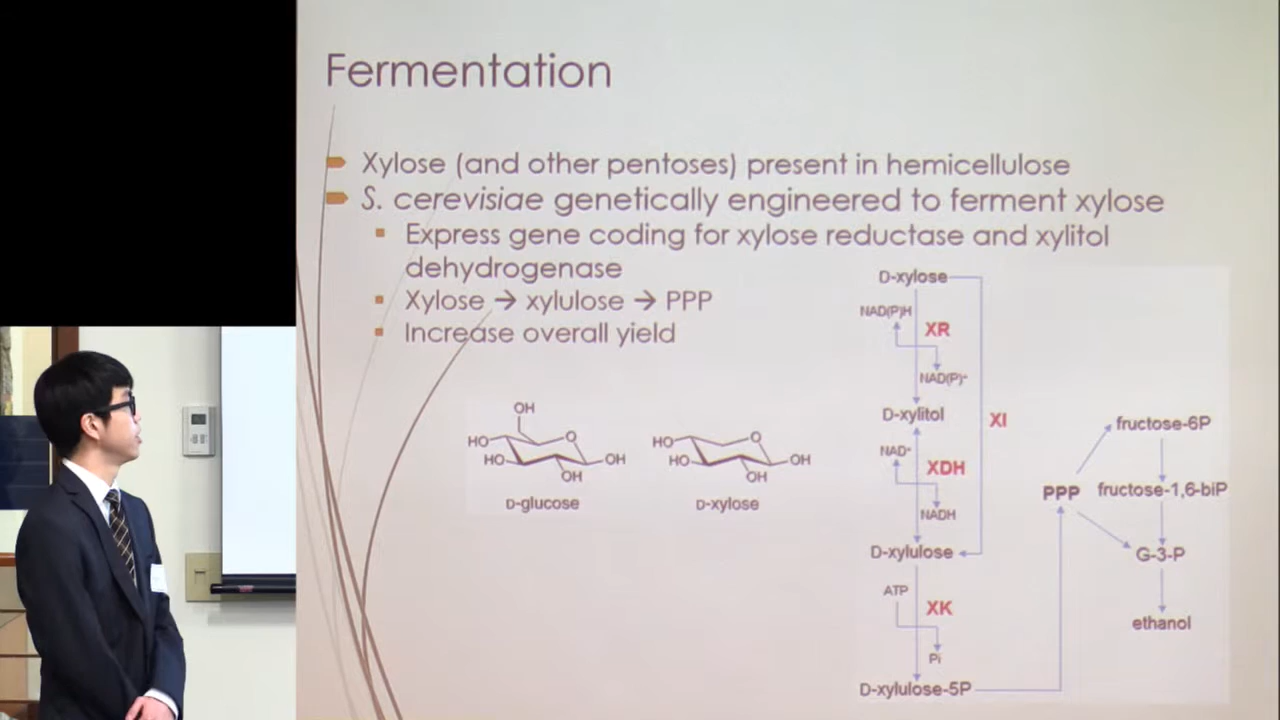 Fermentation
Xylose (and other pentoses) present in hemicellulose
S. cerevisiae genetically engineered to ferment xylose
Express gene coding for xylose reductase and xylitol
dehydrogenase
Xylose → xylulose → PPP
Increase overall yield
OH
HO
O
HO
OH
OH
D-glucose
HO
O
HO
OH
OH
D-xylose
D-xylose
NAD(P)H
XR
NAD(P)⁺
D-xylitol
XI
NAD⁺
XDH
NADH
D-xylulose
ATP
XK
Pi
D-xylulose-5P
PPP
fructose-6P
fructose-1,6-biP
G-3-P
ethanol